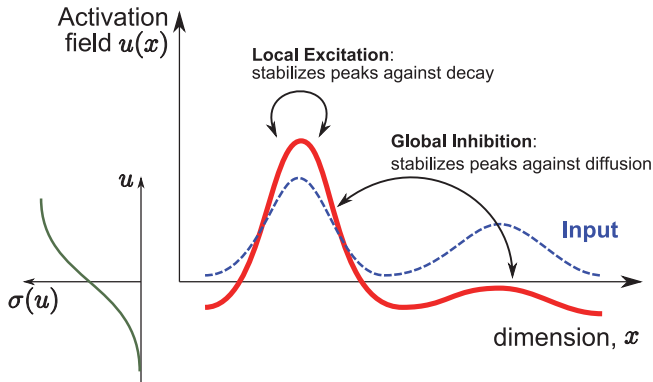 Activation
field u(x)
Local Excitation:
stabilizes peaks against decay
Global Inhibition:
stabilizes peaks against diffusion
u
Input
σ(u)
dimension, x